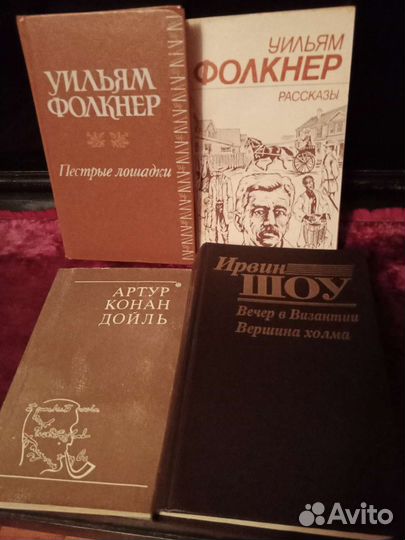 УИЛЬЯМ
ФОЛКНЕР
Пестрые лошадки
УИЛЬЯМ
ФОЛКНЕР
РАССКАЗЫ
АРТУР
КОНАН
ДОЙЛЬ
Ирвин
ШОУ
Вечер в Византии
Вершина холма
Avito